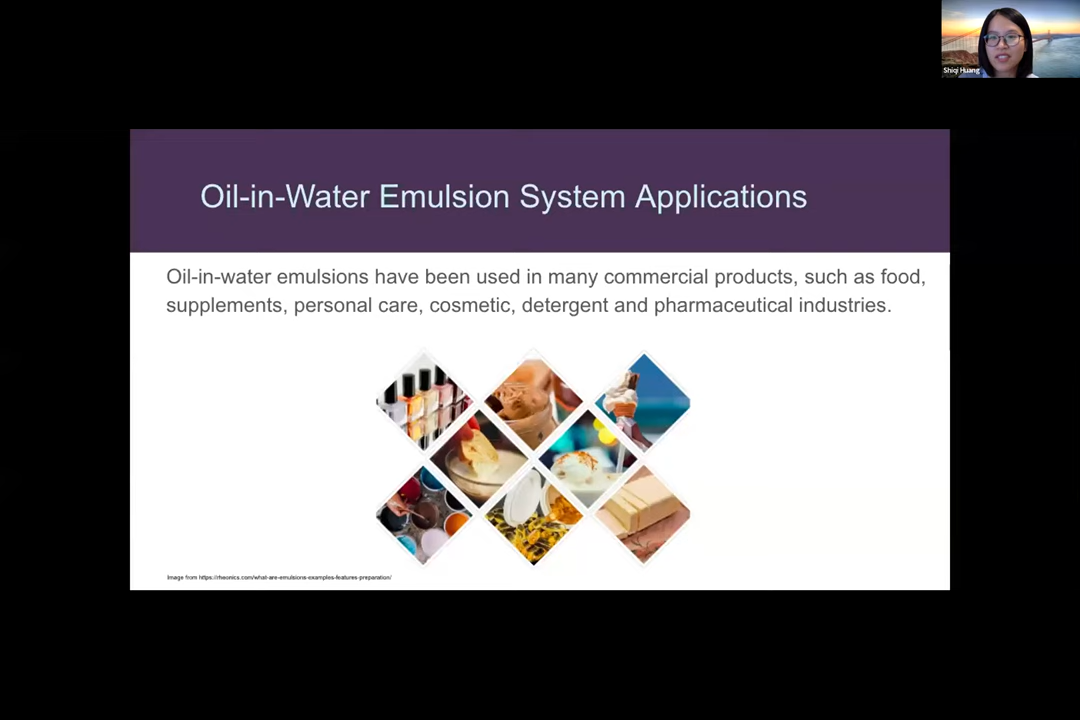 Shiqi Huang
Oil-in-Water Emulsion System Applications
Oil-in-water emulsions have been used in many commercial products, such as food,
supplements, personal care, cosmetic, detergent and pharmaceutical industries.
Image from https://rheonics.com/what-are-emulsions-examples-features-preparation/